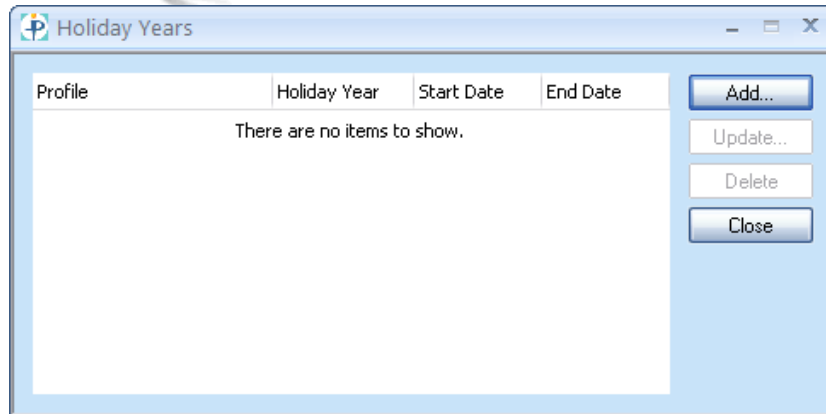 Holiday Years
Profile Holiday Year Start Date End Date
There are no items to show.
Add...
Update...
Delete
Close